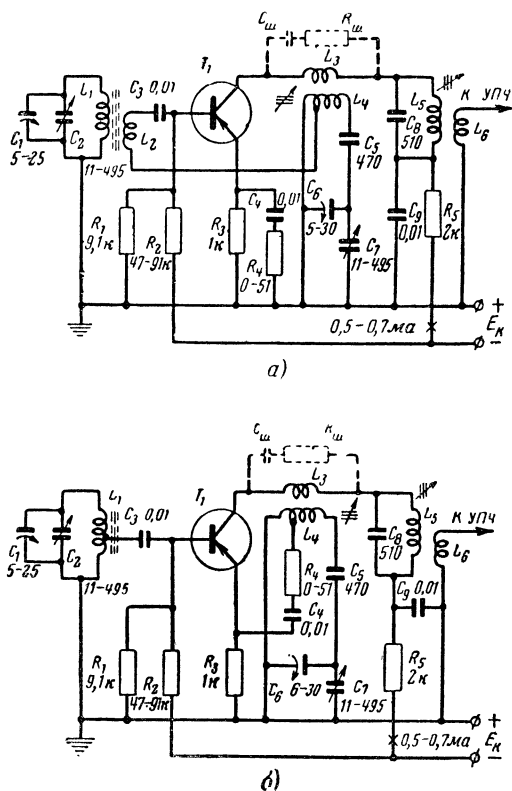 Cш Rш
L3
T1
C3 0,01
L1
L2
L4
C1
5-25
C2
11-495
C5
470
C8
510
L5
К УПЧ
L6
R1
9,1к
R2
47-91к
R3
1к
C4
0,01
R4
0-51
C6
5-30
C7
11-495
C9
0,01
R5
2к
+
0,5-0,7ма
Eк
−
а)
Cш Rш
L3
T1
L1
C3 0,01
L4
C1
5-25
C2
11-495
R4
0-51
C5
470
C8
510
L5
К УПЧ
L6
C4
0,01
C9 0,01
R1
9,1к
R2
47-91к
R3
1к
C6
6-30
C7
11-495
R5
2к
+
0,5-0,7ма
Eк
−
б)